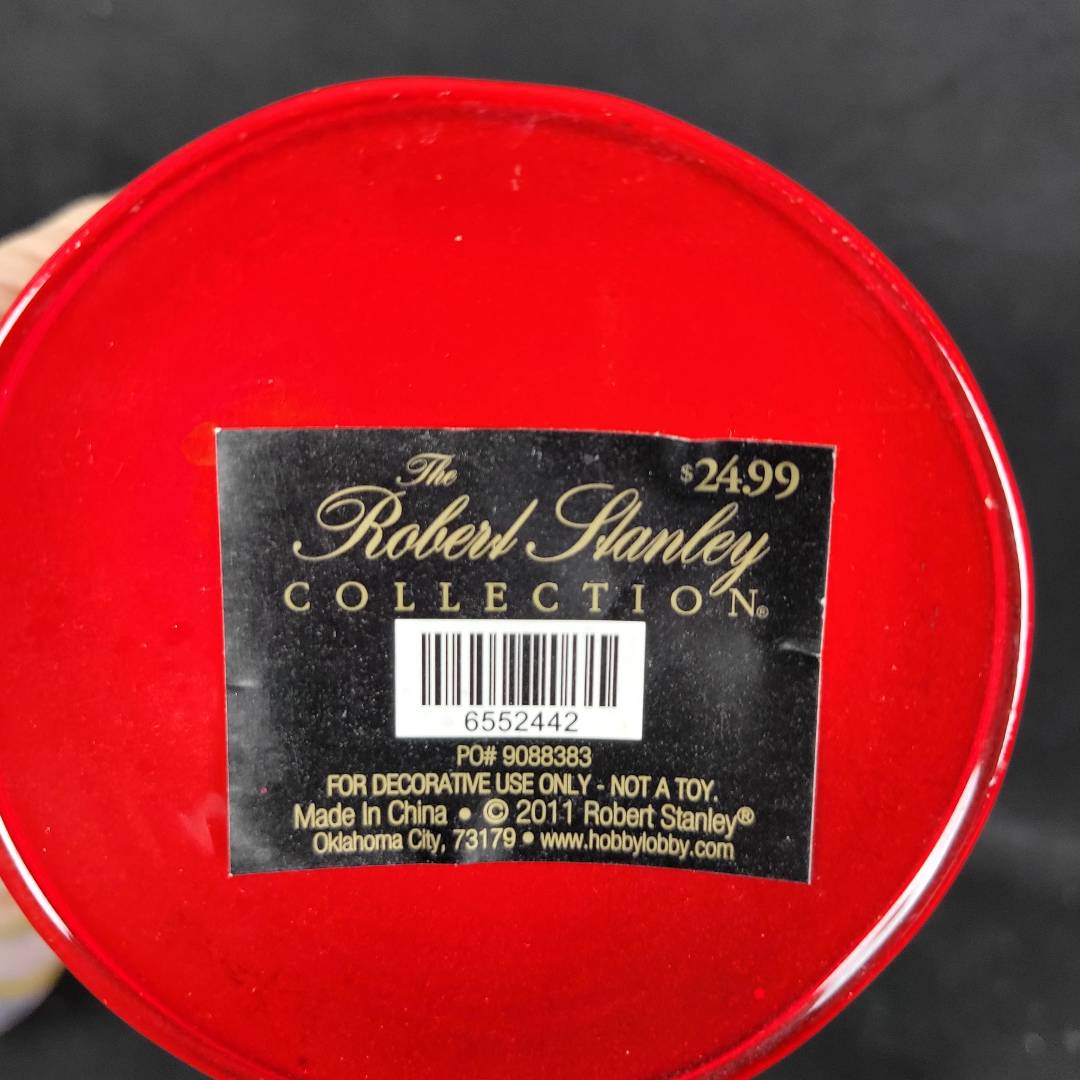 The
$24.99
Robert Stanley
COLLECTION®
6552442
PO# 9088383
FOR DECORATIVE USE ONLY - NOT A TOY.
Made In China • © 2011 Robert Stanley®
Oklahoma City, 73179 • www.hobbylobby.com